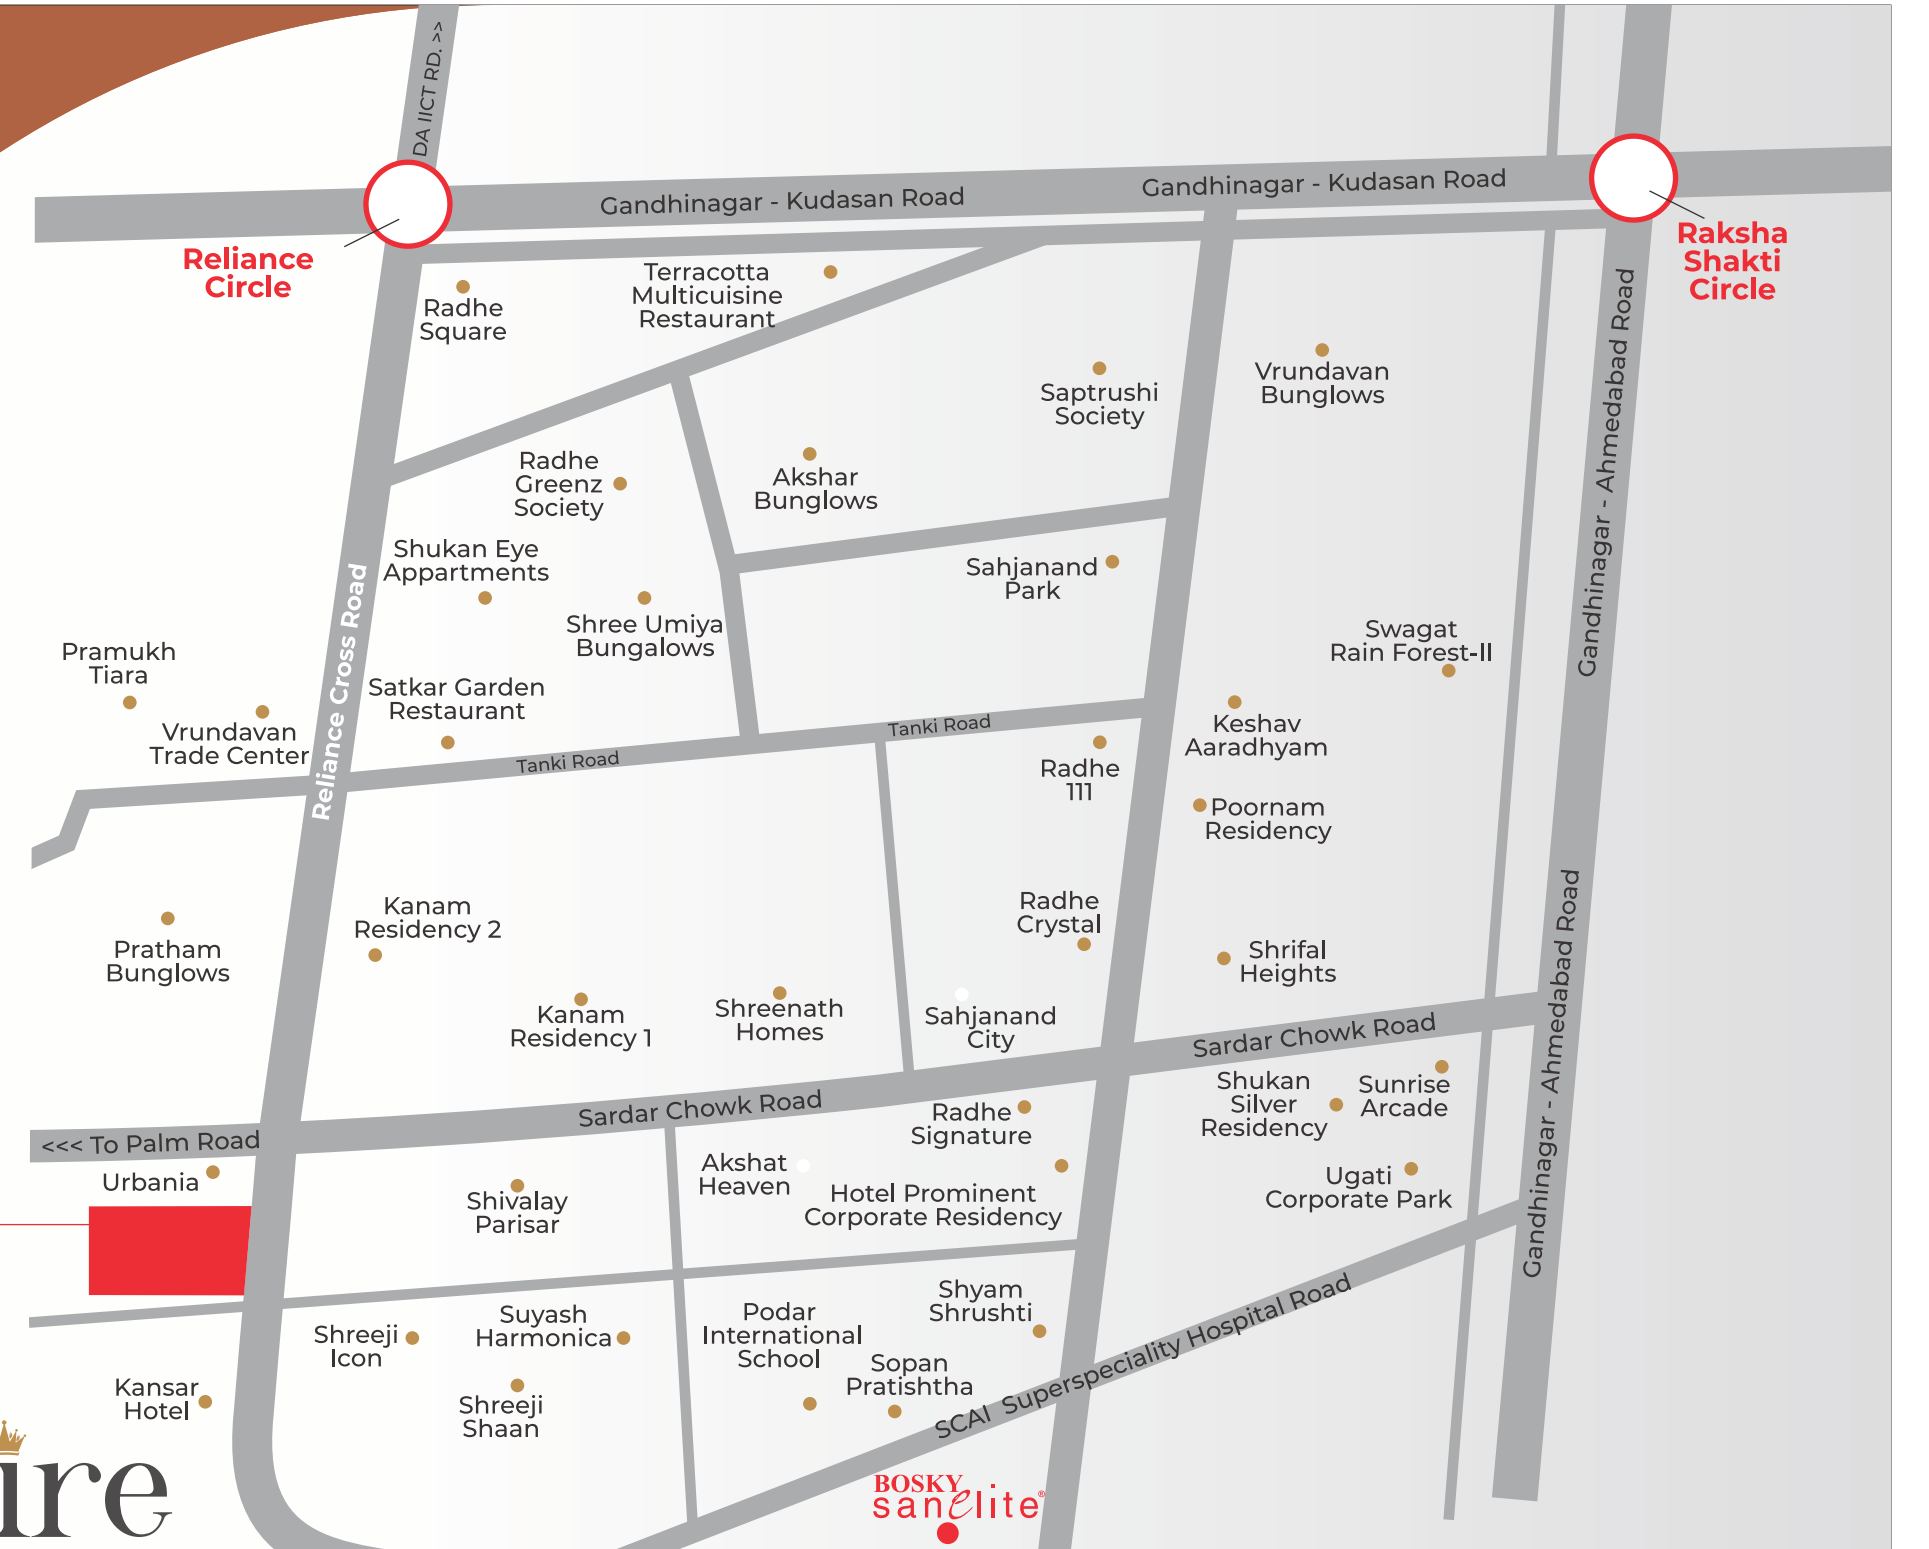 DA IICT RD. >>
Gandhinagar - Kudasan Road
Gandhinagar - Kudasan Road
Reliance
Circle
Raksha
Shakti
Circle
Radhe
Square
Terracotta
Multicuisine
Restaurant
Saptrushi
Society
Vrundavan
Bunglows
Gandhinagar - Ahmedabad Road
Radhe
Greenz
Society
Akshar
Bunglows
Shukan Eye
Appartments
Sahjanand
Park
Shree Umiya
Bungalows
Reliance Cross Road
Swagat
Rain Forest-II
Pramukh
Tiara
Vrundavan
Trade Center
Satkar Garden
Restaurant
Tanki Road
Tanki Road
Keshav
Aaradhyam
Radhe
111
Poornam
Residency
Kanam
Residency 2
Radhe
Crystal
Pratham
Bunglows
Shrifal
Heights
Kanam
Residency 1
Shreenath
Homes
Sahjanand
City
Gandhinagar - Ahmedabad Road
Sardar Chowk Road
Sardar Chowk Road
<<< To Palm Road
Shukan
Silver
Residency
Sunrise
Arcade
Radhe
Signature
Urbania
Akshat
Heaven
Shivalay
Parisar
Hotel Prominent
Corporate Residency
Ugati
Corporate Park
Shreeji
Icon
Suyash
Harmonica
Podar
International
School
Shyam
Shrushti
Sopan
Pratishtha
Kansar
Hotel
Shreeji
Shaan
SCAI Superspeciality Hospital Road
ire
BOSKY
sanelite®